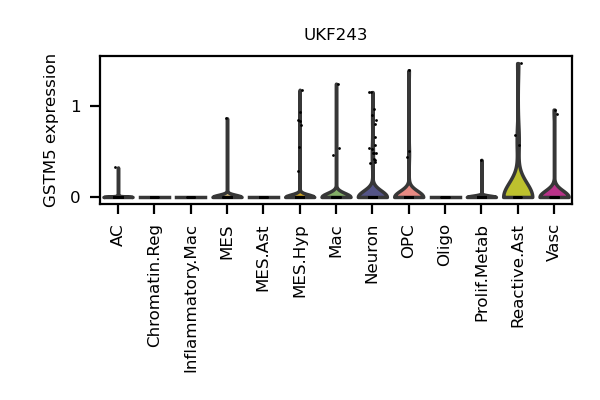 UKF243
GSTM5 expression
1
0
AC
Chromatin.Reg
Inflammatory.Mac
MES
MES.Ast
MES.Hyp
Mac
Neuron
OPC
Oligo
Prolif.Metab
Reactive.Ast
Vasc